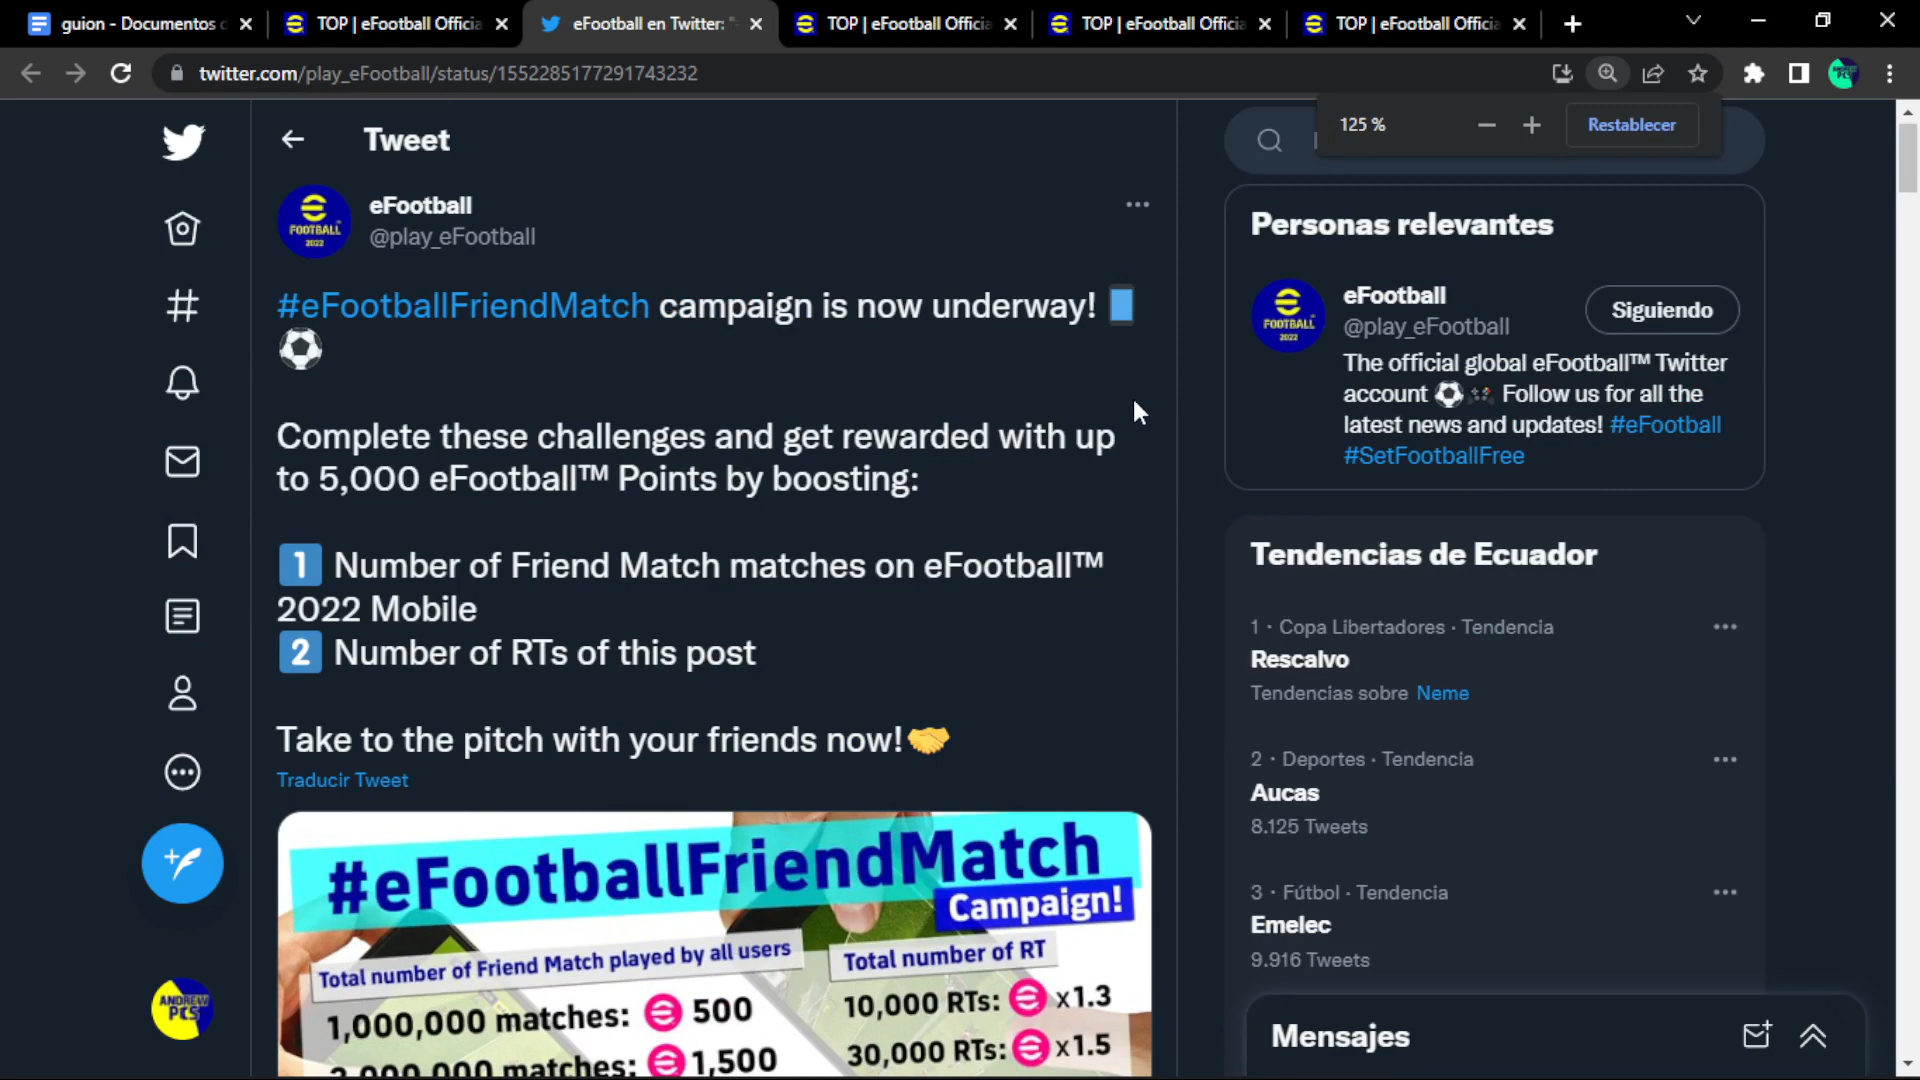 guion - Documentos d
TOP | eFootball Officia
eFootball en Twitter: "
TOP | eFootball Officia
TOP | eFootball Officia
TOP | eFootball Officia
twitter.com/play_eFootball/status/1552285177291743232
125 %
Restablecer
Tweet
eFootball
@play_eFootball
#eFootballFriendMatch campaign is now underway!
Complete these challenges and get rewarded with up
to 5,000 eFootball™ Points by boosting:
1 Number of Friend Match matches on eFootball™
2022 Mobile
2 Number of RTs of this post
Take to the pitch with your friends now!
Traducir Tweet
#eFootballFriendMatch
Campaign!
Total number of Friend Match played by all users
1,000,000 matches: 500
matches: 1,500
Total number of RT
10,000 RTs: x1.3
30,000 RTs: x1.5
Personas relevantes
eFootball
@play_eFootball
Siguiendo
The official global eFootball™ Twitter
account Follow us for all the
latest news and updates! #eFootball
#SetFootballFree
Tendencias de Ecuador
1 · Copa Libertadores · Tendencia
Rescalvo
Tendencias sobre Neme
2 · Deportes · Tendencia
Aucas
8.125 Tweets
3 · Fútbol · Tendencia
Emelec
9.916 Tweets
Mensajes
FOOTBALL
2022
FOOTBALL
2022
ANDREW
PCS